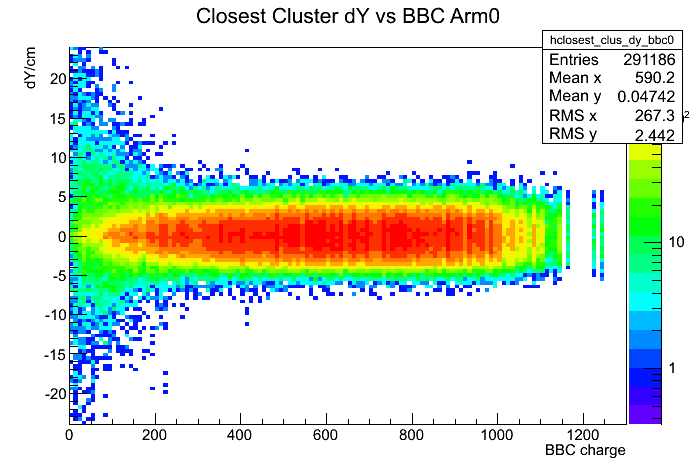 Closest Cluster dY vs BBC Arm0
hclosest_clus_dy_bbc0
Entries 291186
Mean x 590.2
Mean y 0.04742
RMS x 267.3
RMS y 2.442
dY/cm
20
15
10
5
0
-5
-10
-15
-20
2
10
1
0 200 400 600 800 1000 1200
BBC charge